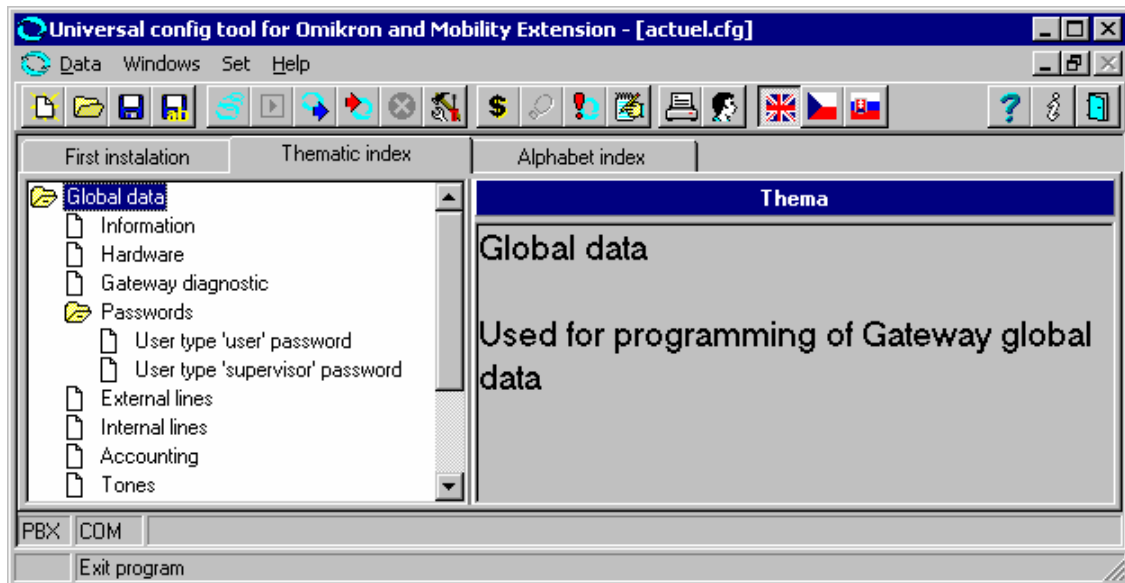 Universal config tool for Omikron and Mobility Extension - [actuel.cfg]
Data Windows Set Help
First instalation Thematic index Alphabet index
Global data
Information
Hardware
Gateway diagnostic
Passwords
User type 'user' password
User type 'supervisor' password
External lines
Internal lines
Accounting
Tones
Thema
Global data
Used for programming of Gateway global
data
PBX COM
Exit program